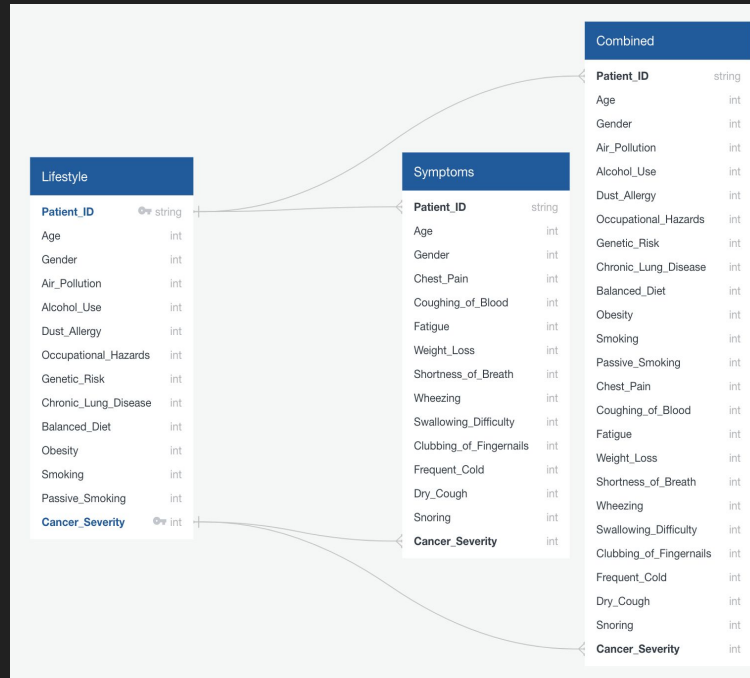 Lifestyle
Patient_ID string
Age int
Gender int
Air_Pollution int
Alcohol_Use int
Dust_Allergy int
Occupational_Hazards int
Genetic_Risk int
Chronic_Lung_Disease int
Balanced_Diet int
Obesity int
Smoking int
Passive_Smoking int
Cancer_Severity int
Symptoms
Patient_ID string
Age int
Gender int
Chest_Pain int
Coughing_of_Blood int
Fatigue int
Weight_Loss int
Shortness_of_Breath int
Wheezing int
Swallowing_Difficulty int
Clubbing_of_Fingernails int
Frequent_Cold int
Dry_Cough int
Snoring int
Cancer_Severity int
Combined
Patient_ID string
Age int
Gender int
Air_Pollution int
Alcohol_Use int
Dust_Allergy int
Occupational_Hazards int
Genetic_Risk int
Chronic_Lung_Disease int
Balanced_Diet int
Obesity int
Smoking int
Passive_Smoking int
Chest_Pain int
Coughing_of_Blood int
Fatigue int
Weight_Loss int
Shortness_of_Breath int
Wheezing int
Swallowing_Difficulty int
Clubbing_of_Fingernails int
Frequent_Cold int
Dry_Cough int
Snoring int
Cancer_Severity int